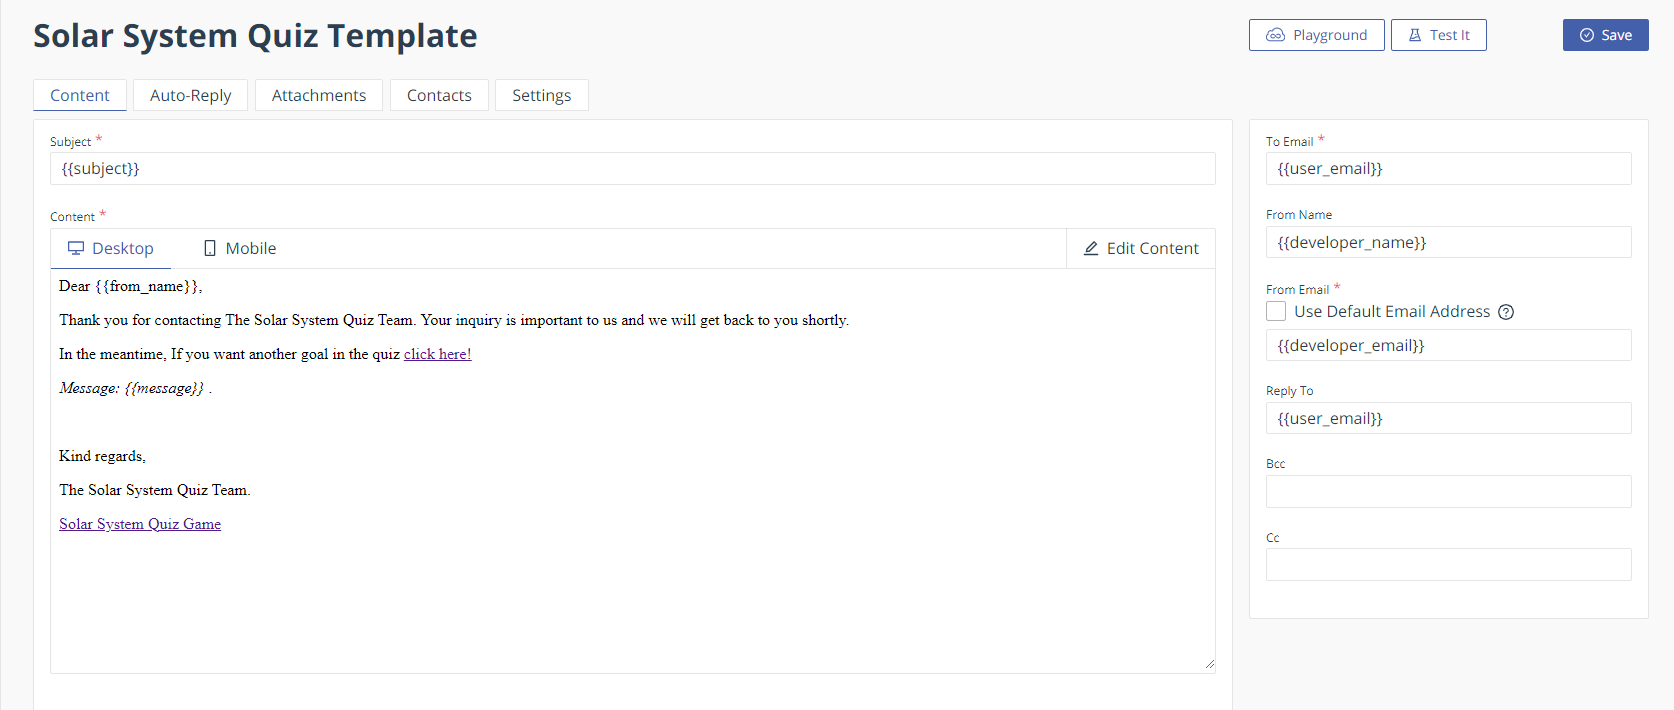 Solar System Quiz Template
Playground
Test It
Save
Content
Auto-Reply
Attachments
Contacts
Settings
Subject *
{{subject}}
Content *
Desktop
Mobile
Edit Content
Dear {{from_name}},
Thank you for contacting The Solar System Quiz Team. Your inquiry is important to us and we will get back to you shortly.
In the meantime, If you want another goal in the quiz click here!
Message: {{message}} .
Kind regards,
The Solar System Quiz Team.
Solar System Quiz Game
To Email *
{{user_email}}
From Name
{{developer_name}}
From Email *
Use Default Email Address ?
{{developer_email}}
Reply To
{{user_email}}
Bcc
Cc